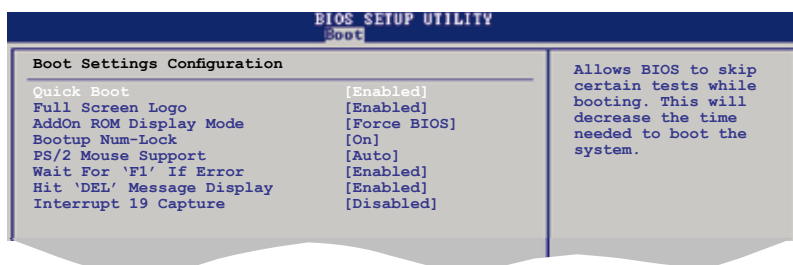 BIOS SETUP UTILITY
Boot
Boot Settings Configuration
Quick Boot [Enabled]
Full Screen Logo [Enabled]
AddOn ROM Display Mode [Force BIOS]
Bootup Num-Lock [On]
PS/2 Mouse Support [Auto]
Wait For ‘F1’ If Error [Enabled]
Hit ‘DEL’ Message Display [Enabled]
Interrupt 19 Capture [Disabled]
Allows BIOS to skip
certain tests while
booting. This will
decrease the time
needed to boot the
system.